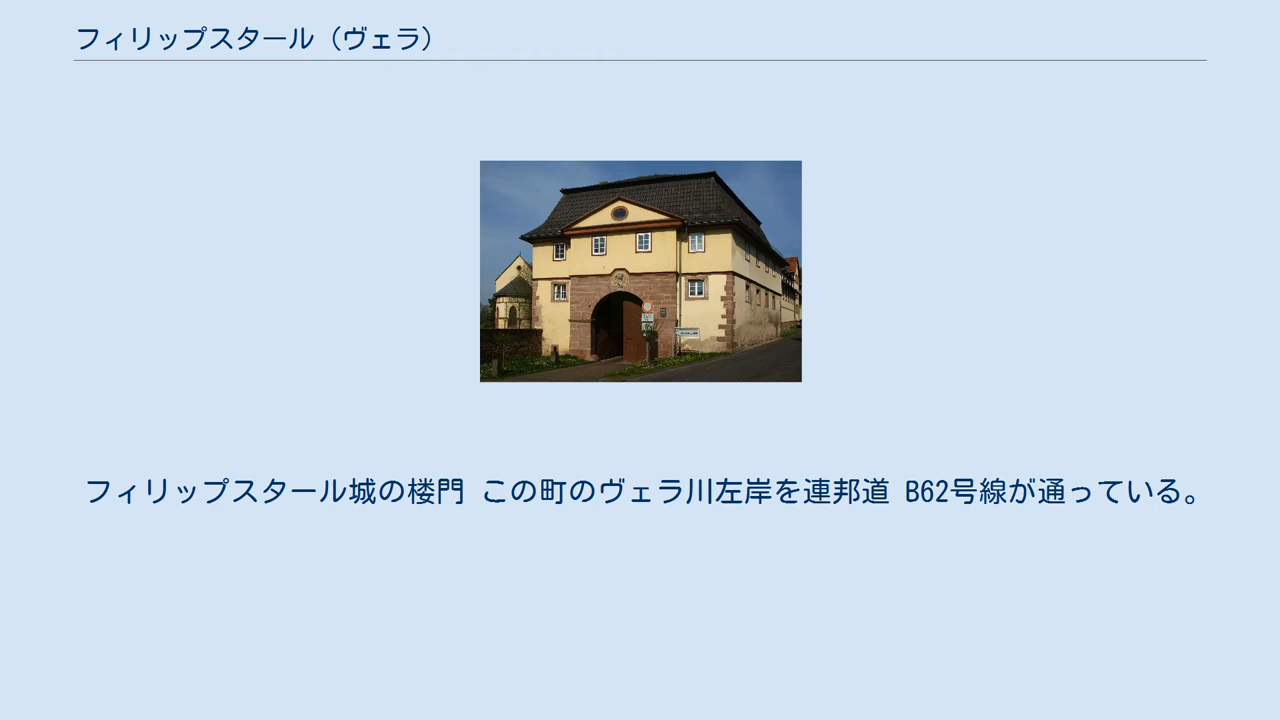 フィリップスタール（ヴェラ）
フィリップスタール城の楼門 この町のヴェラ川左岸を連邦道 B62号線が通っている。